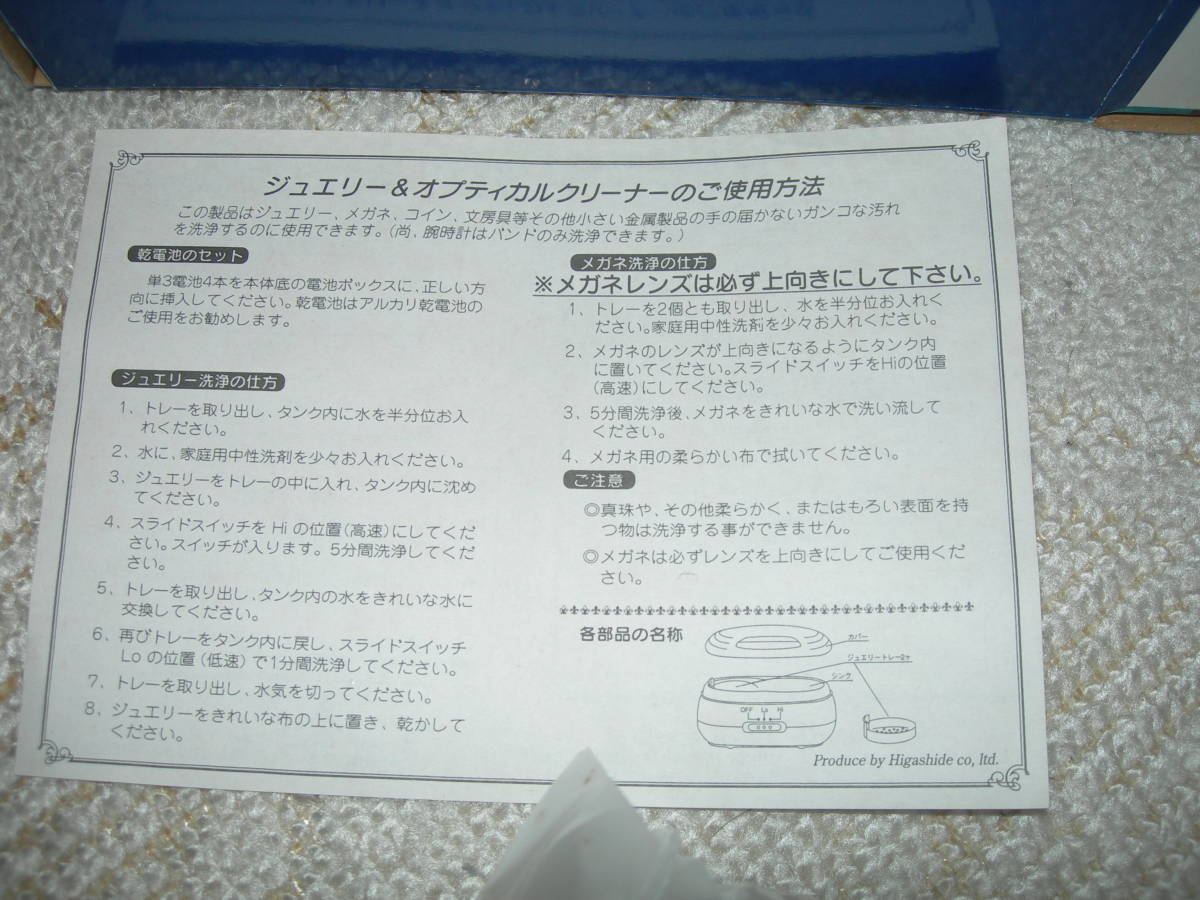 ジュエリー＆オプティカルクリーナーのご使用方法
この製品はジュエリー、メガネ、コイン、文房具等その他小さい金属製品の手の届かないガンコな汚れ
を洗浄するのに使用できます。（尚、腕時計はバンドのみ洗浄できます。）
乾電池のセット
単3電池4本を本体底の電池ボックスに、正しい方
向に挿入してください。乾電池はアルカリ乾電池の
ご使用をお勧めします。
ジュエリー洗浄の仕方
1、トレーを取り出し、タンク内に水を半分位お入
れください。
2、水に、家庭用中性洗剤を少々お入れください。
3、ジュエリーをトレーの中に入れ、タンク内に沈め
てください。
4、スライドスイッチを Hi の位置（高速）にしてくだ
さい。スイッチが入ります。5分間洗浄してくだ
さい。
5、トレーを取り出し、タンク内の水をきれいな水に
交換してください。
6、再びトレーをタンク内に戻し、スライドスイッチ
Lo の位置（低速）で1分間洗浄してください。
7、トレーを取り出し、水気を切ってください。
8、ジュエリーをきれいな布の上に置き、乾かして
ください。
メガネ洗浄の仕方
※メガネレンズは必ず上向きにして下さい。
1、トレーを2個とも取り出し、水を半分位お入れく
ださい。家庭用中性洗剤を少々お入れください。
2、メガネのレンズが上向きになるようにタンク内
に置いてください。スライドスイッチをHiの位置
（高速）にしてください。
3、5分間洗浄後、メガネをきれいな水で洗い流して
ください。
4、メガネ用の柔らかい布で拭いてください。
ご注意
◎真珠や、その他柔らかく、またはもろい表面を持
つ物は洗浄する事ができません。
◎メガネは必ずレンズを上向きにしてご使用くだ
さい。
各部品の名称
カバー
ジュエリートレー2ヶ
シンク
OFF Lo Hi
Produce by Higashide co, ltd.